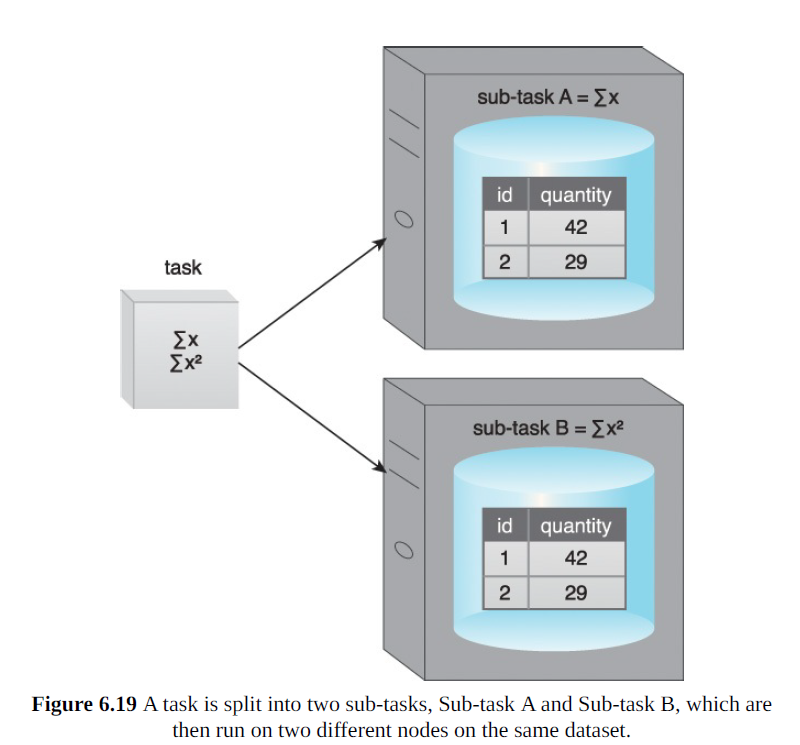 sub-task A = ∑x
id quantity
1 42
2 29
task
∑x
∑x²
sub-task B = ∑x²
id quantity
1 42
2 29
Figure 6.19 A task is split into two sub-tasks, Sub-task A and Sub-task B, which are
then run on two different nodes on the same dataset.